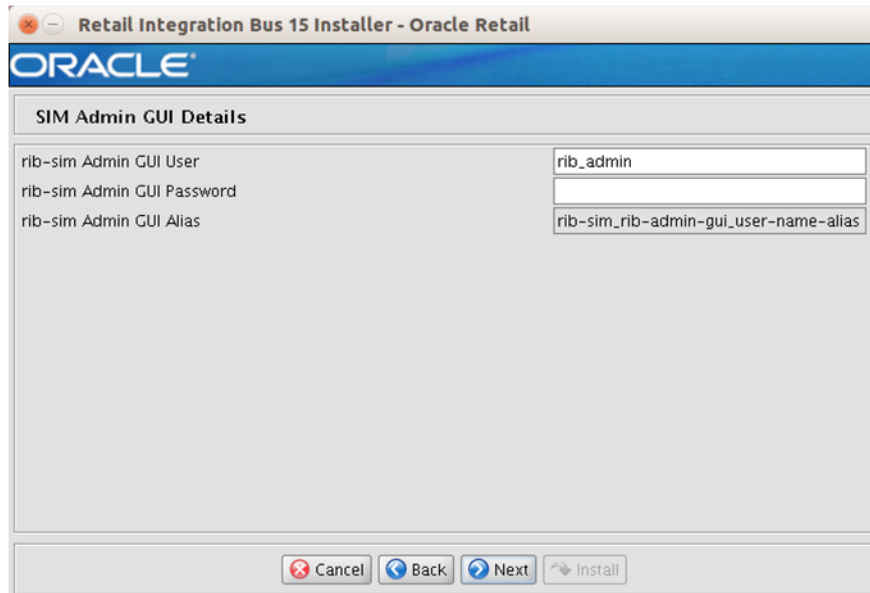 Retail Integration Bus 15 Installer - Oracle Retail
ORACLE
SIM Admin GUI Details
rib-sim Admin GUI User rib_admin
rib-sim Admin GUI Password
rib-sim Admin GUI Alias rib-sim_rib-admin-gui_user-name-alias
Cancel Back Next Install